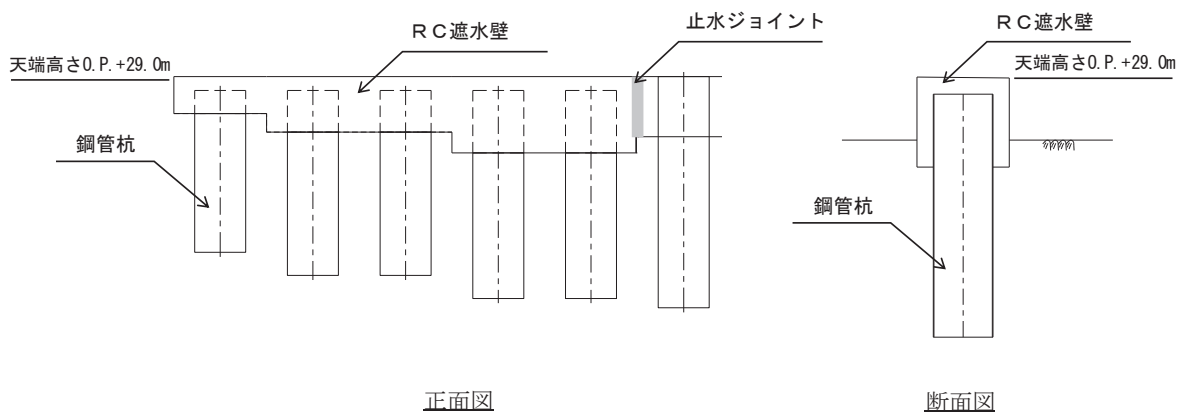 RC遮水壁
止水ジョイント
天端高さO.P.+29.0m
鋼管杭
正面図
RC遮水壁
天端高さO.P.+29.0m
鋼管杭
断面図